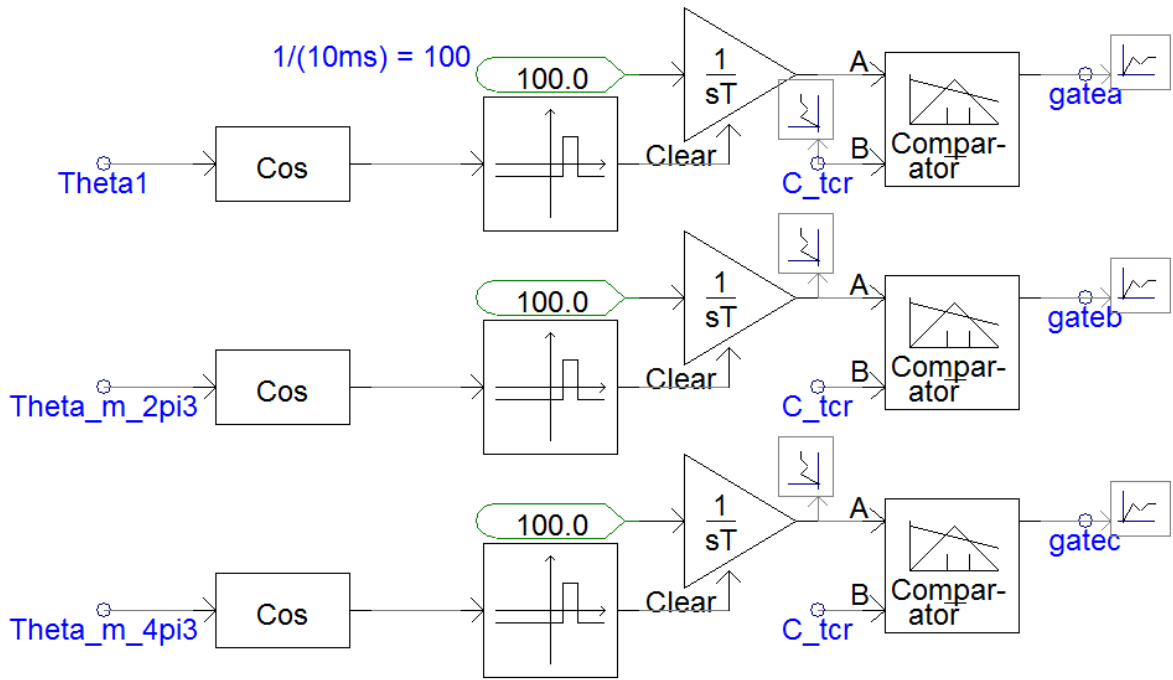 1/(10ms) = 100
100.0
1
sT
A
gatea
Cos
Clear
Theta1
C_tcr
B
Compar-
ator
100.0
1
sT
A
gateb
Cos
Clear
Theta_m_2pi3
C_tcr
B
Compar-
ator
100.0
1
sT
A
gatec
Cos
Clear
Theta_m_4pi3
C_tcr
B
Compar-
ator